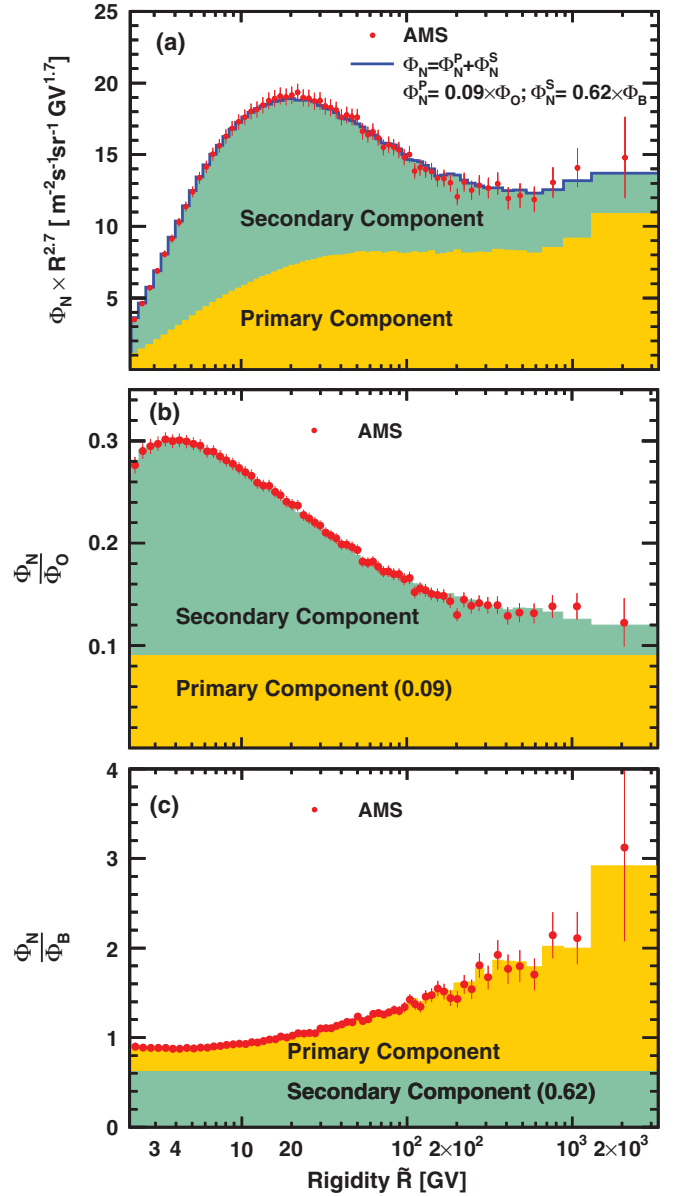 (a)
AMS
Φ_N=Φ_N^P+Φ_N^S
Φ_N^P= 0.09×Φ_O; Φ_N^S= 0.62×Φ_B
Φ_N × R^2.7 [ m^-2s^-1sr^-1 GV^1.7 ]
25
20
15
10
5
Secondary Component
Primary Component
(b)
AMS
Φ_N
Φ_O
0.3
0.2
0.1
Secondary Component
Primary Component (0.09)
(c)
AMS
Φ_N
Φ_B
4
3
2
1
0
Primary Component
Secondary Component (0.62)
3 4 10 20 10^2 2×10^2 10^3 2×10^3
Rigidity R̃ [GV]